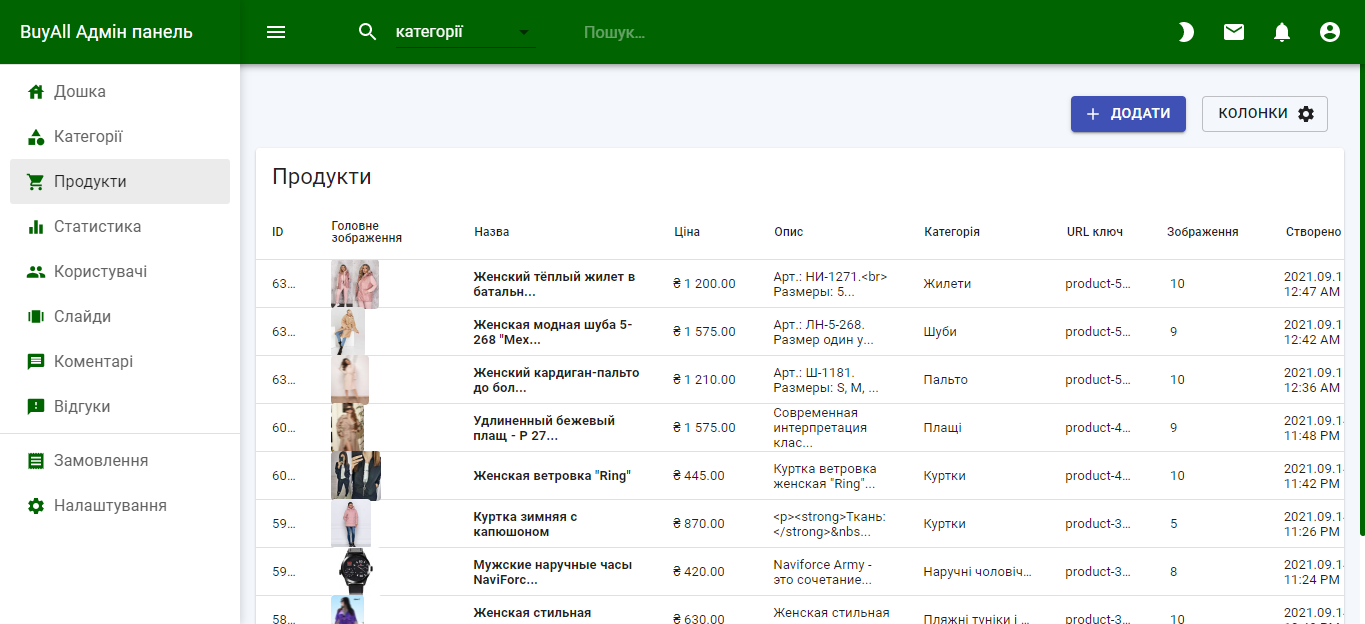 BuyAll Адмін панель
категорії
Пошук...
Дошка
Категорії
Продукти
Статистика
Користувачі
Слайди
Коментарі
Відгуки
Замовлення
Налаштування
ДОДАТИ
КОЛОНКИ
Продукти
ID Головне зображення Назва Ціна Опис Категорія URL ключ Зображення Створено
63... Женский тёплый жилет в ₴ 1 200.00 Арт.: НИ-1271.<br> Жилети product-5... 10 2021.09.1
батальн... Размеры: 5... 12:47 AM
63... Женская модная шуба 5- ₴ 1 575.00 Арт.: ЛН-5-268. Шуби product-5... 9 2021.09.1
268 "Мех... Размер один у... 12:42 AM
63... Женский кардиган-пальто ₴ 1 210.00 Арт.: Ш-1181. Пальто product-5... 10 2021.09.1
до бол... Размеры: S, M, ... 12:36 AM
60... Удлиненный бежевый ₴ 1 575.00 Современная Плащі product-4... 9 2021.09.1
плащ - Р 27... интерпретация 11:48 PM
клас...
60... Женская ветровка "Ring" ₴ 445.00 Куртка ветровка Куртки product-4... 10 2021.09.1
женская "Ring"... 11:42 PM
59... Куртка зимняя с ₴ 870.00 <p><strong>Ткань: Куртки product-3... 5 2021.09.1
капюшоном </strong>&nbs... 11:26 PM
59... Мужские наручные часы ₴ 420.00 Naviforce Army - Наручні чоловіч... product-3... 8 2021.09.1
NaviForc... это сочетание... 11:24 PM
58... Женская стильная ₴ 630.00 Женская стильная Пляжні туніки і ... product-3... 10 2021.09.1